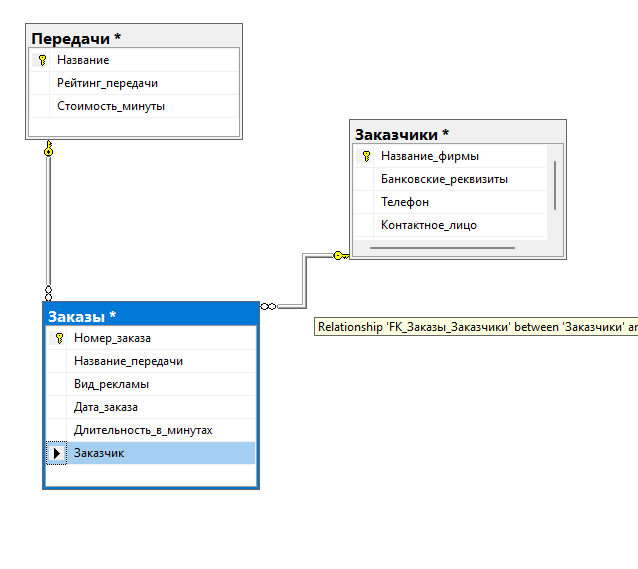 Передачи *
Название
Рейтинг_передачи
Стоимость_минуты
Заказчики *
Название_фирмы
Банковские_реквизиты
Телефон
Контактное_лицо
Relationship 'FK_Заказы_Заказчики' between 'Заказчики' an
Заказы *
Номер_заказа
Название_передачи
Вид_рекламы
Дата_заказа
Длительность_в_минутах
Заказчик